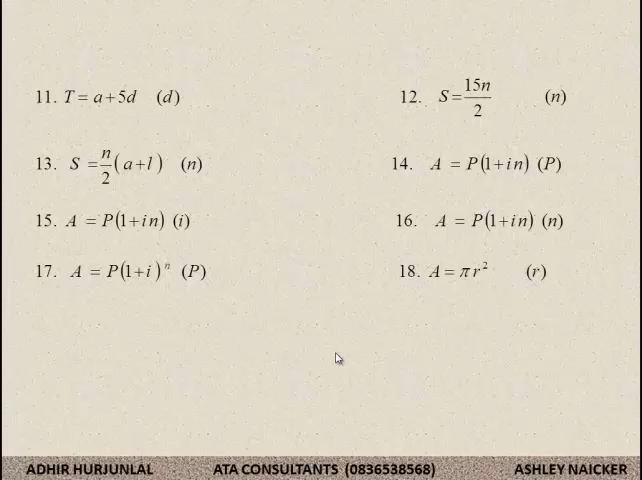 11. T = a+5d (d) 12. S=15n/2 (n)
13. S = n/2(a+l) (n) 14. A = P(1+in) (P)
15. A = P(1+in) (i) 16. A = P(1+in) (n)
17. A = P(1+i)ⁿ (P) 18. A = πr² (r)
ADHIR HURJUNLAL ATA CONSULTANTS (0836538568) ASHLEY NAICKER